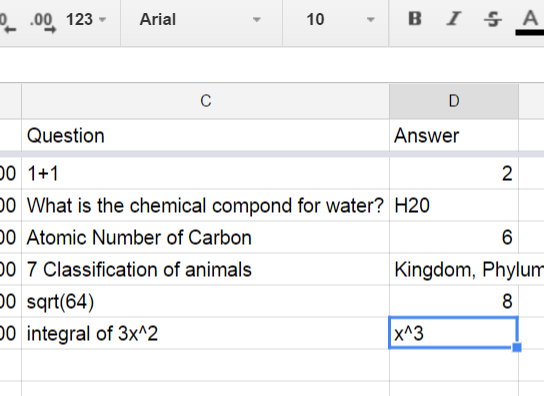 .00 123 Arial 10 B I S A
C D
Question Answer
00 1+1 2
00 What is the chemical compond for water? H20
00 Atomic Number of Carbon 6
00 7 Classification of animals Kingdom, Phylum
00 sqrt(64) 8
00 integral of 3x^2 x^3